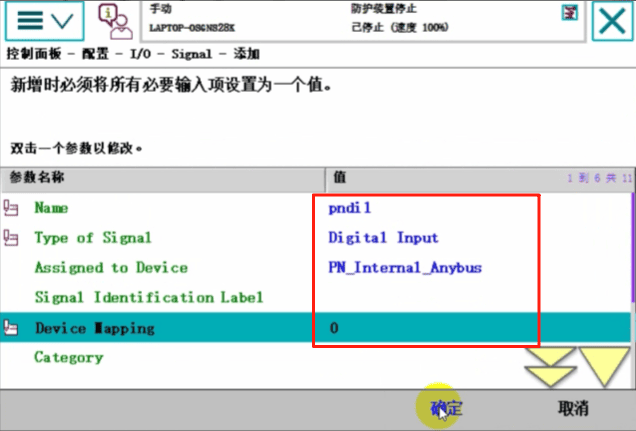 手动
防护装置停止
LAPTOP-OSGNS28K
已停止 (速度 100%)
控制面板 - 配置 - I/O - Signal - 添加
新增时必须将所有必要输入项设置为一个值。
双击一个参数以修改。
参数名称
值
1 到 6 共 11
Name
pndi1
Type of Signal
Digital Input
Assigned to Device
PN_Internal_Anybus
Signal Identification Label
Device Mapping
0
Category
确定
取消